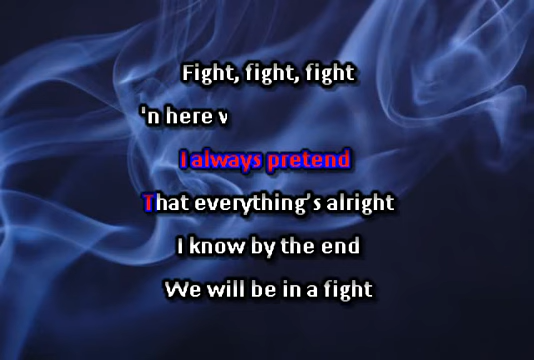 Fight, fight, fight
'n here
I always pretend
That everything's alright
I know by the end
We will be in a fight